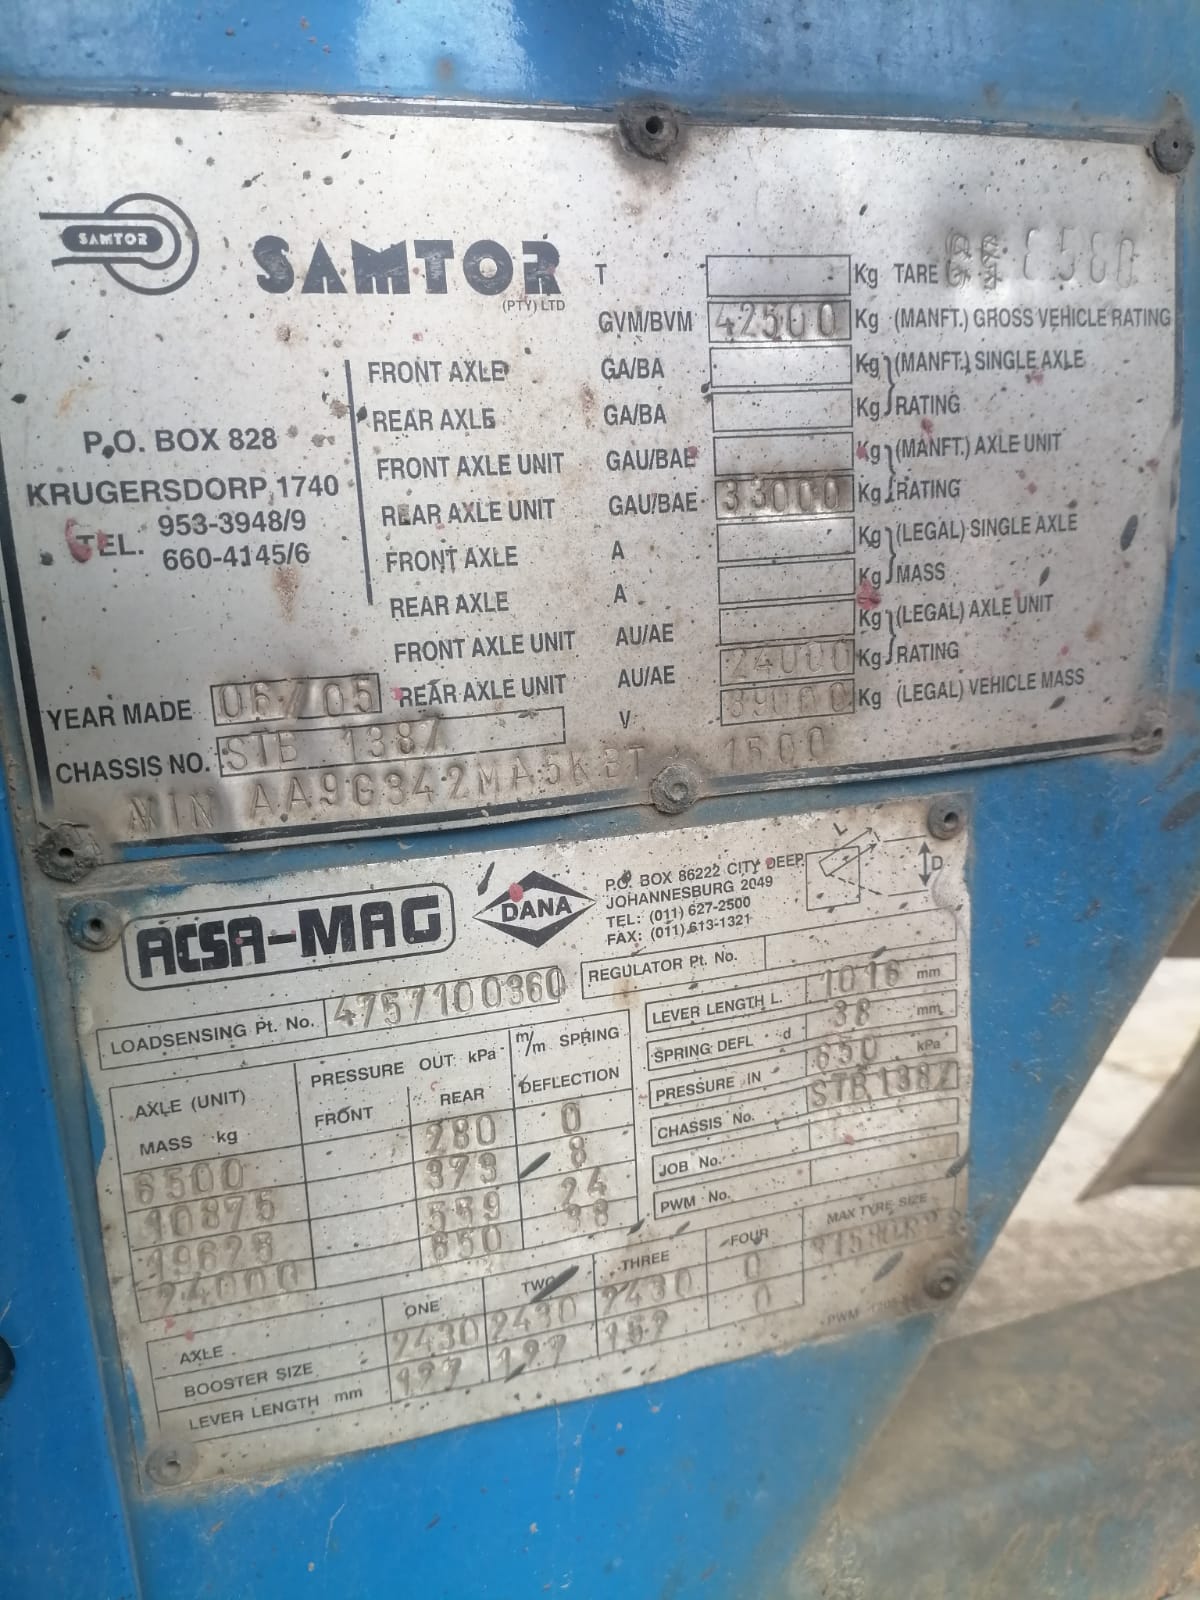 SAMTOR
SAMTOR
(PTY) LTD
P.O. BOX 828
KRUGERSDORP, 1740
TEL. 953-3948/9
660-4145/6
T Kg TARE
GVM/BVM 42500 Kg (MANFT.) GROSS VEHICLE RATING
FRONT AXLE GA/BA Kg (MANFT.) SINGLE AXLE
REAR AXLE GA/BA Kg RATING
FRONT AXLE UNIT GAU/BAE Kg (MANFT.) AXLE UNIT
REAR AXLE UNIT GAU/BAE 33000 Kg RATING
FRONT AXLE A Kg (LEGAL) SINGLE AXLE
REAR AXLE A Kg MASS
FRONT AXLE UNIT AU/AE Kg (LEGAL) AXLE UNIT
REAR AXLE UNIT AU/AE 24000 Kg RATING
V 39000 Kg (LEGAL) VEHICLE MASS
YEAR MADE 06/05
CHASSIS NO. STB 1387
1500
ACSA-MAG
DANA
P.O. BOX 86222 CITY DEEP
JOHANNESBURG 2049
TEL: (011) 627-2500
FAX: (011) 613-1321
L
D
LOADSENSING Pt. No. 4757100360
REGULATOR Pt. No.
LEVER LENGTH L. 1016 mm
SPRING DEFL d 38 mm
PRESSURE IN 650 kPa
CHASSIS No. STB 1387
JOB No.
PWM No.
AXLE (UNIT) MASS kg
PRESSURE OUT kPa
FRONT REAR
m/m SPRING DEFLECTION
6500 280 0
10875 373 8
19625 559 24
24000 650 38
AXLE ONE TWO THREE FOUR MAX TYRE SIZE
BOOSTER SIZE 2430 2430 2430 0
LEVER LENGTH mm 127 127 152 0
PWM